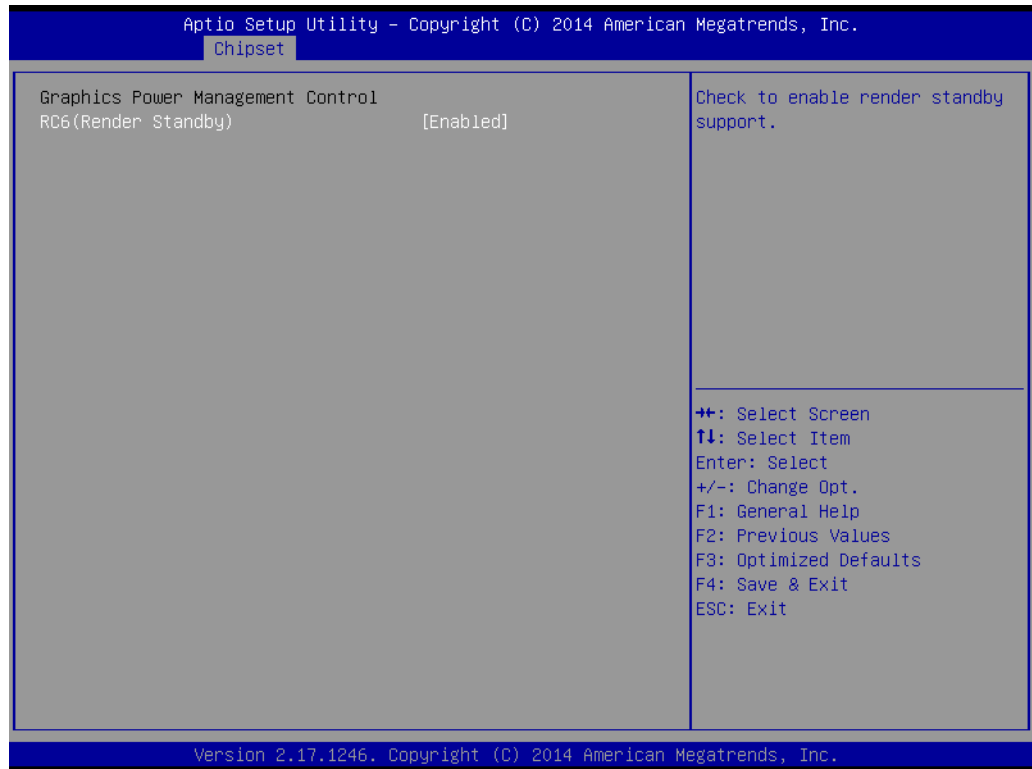 Aptio Setup Utility – Copyright (C) 2014 American Megatrends, Inc.
Chipset
Graphics Power Management Control
RC6(Render Standby) [Enabled]
Check to enable render standby
support.
→←: Select Screen
↑↓: Select Item
Enter: Select
+/-: Change Opt.
F1: General Help
F2: Previous Values
F3: Optimized Defaults
F4: Save & Exit
ESC: Exit
Version 2.17.1246. Copyright (C) 2014 American Megatrends, Inc.